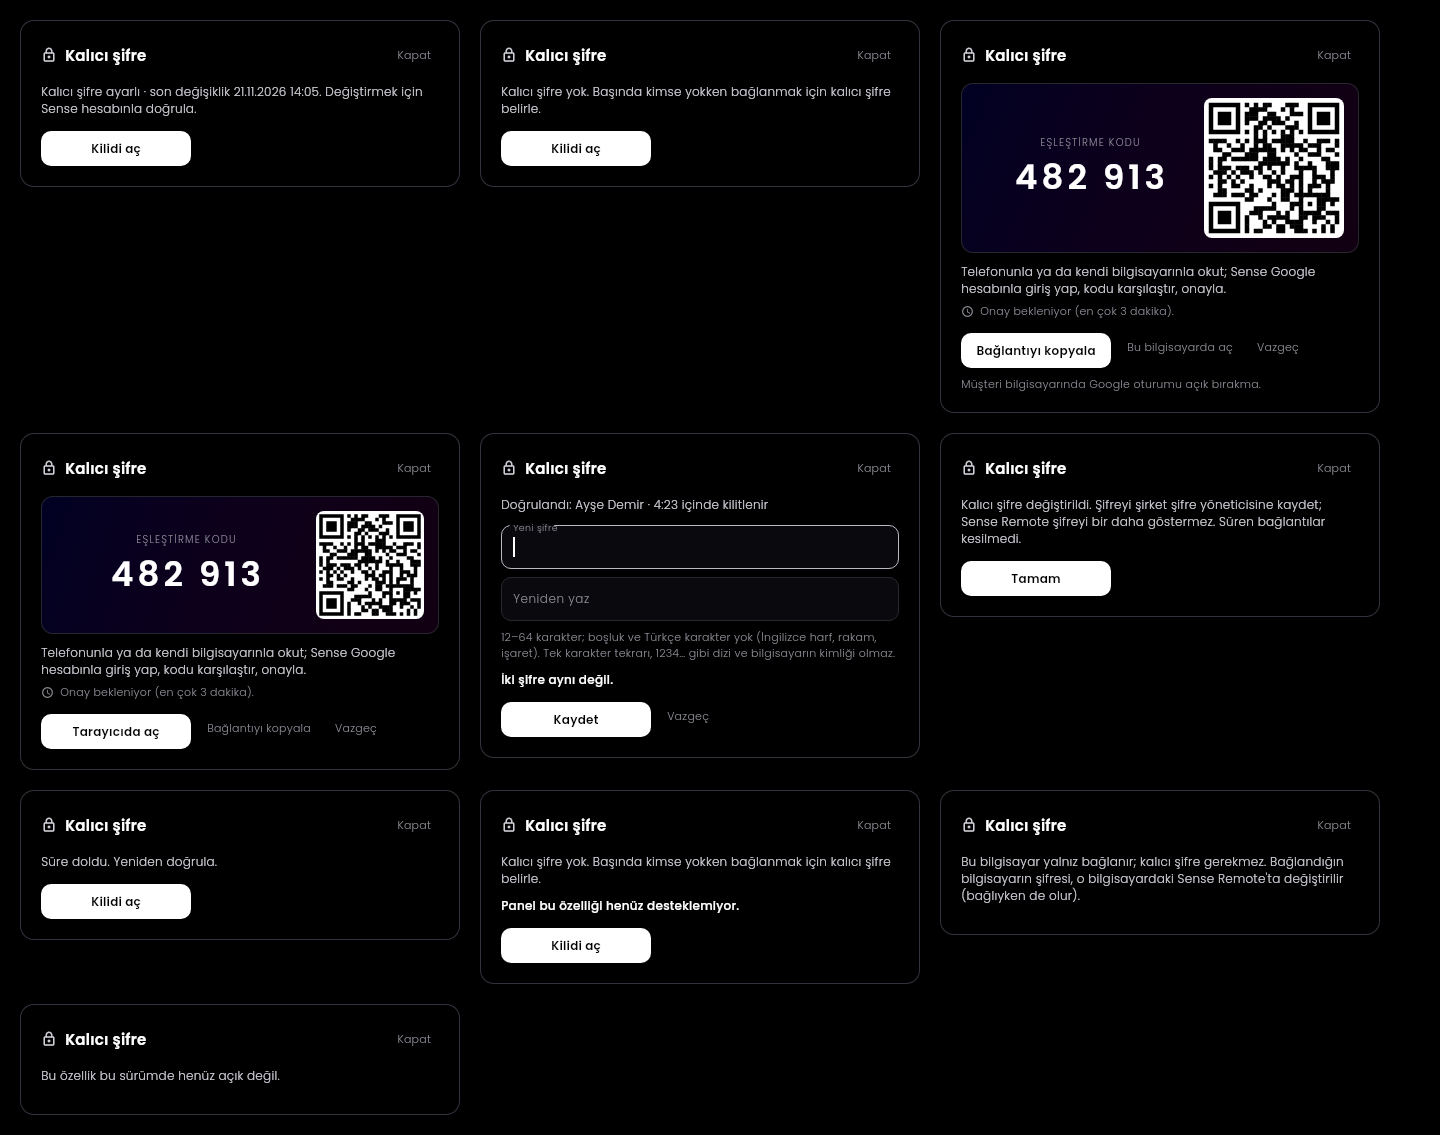 Kalıcı şifre
Kapat
Kalıcı şifre ayarlı · son değişiklik 21.11.2026 14:05. Değiştirmek için
Sense hesabınla doğrula.
Kilidi aç
Kalıcı şifre
Kapat
Kalıcı şifre yok. Başında kimse yokken bağlanmak için kalıcı şifre
belirle.
Kilidi aç
Kalıcı şifre
Kapat
EŞLEŞTİRME KODU
482 913
Telefonunla ya da kendi bilgisayarınla okut; Sense Google
hesabınla giriş yap, kodu karşılaştır, onayla.
Onay bekleniyor (en çok 3 dakika).
Bağlantıyı kopyala
Bu bilgisayarda aç
Vazgeç
Müşteri bilgisayarında Google oturumu açık bırakma.
Kalıcı şifre
Kapat
EŞLEŞTİRME KODU
482 913
Telefonunla ya da kendi bilgisayarınla okut; Sense Google
hesabınla giriş yap, kodu karşılaştır, onayla.
Onay bekleniyor (en çok 3 dakika).
Tarayıcıda aç
Bağlantıyı kopyala
Vazgeç
Kalıcı şifre
Kapat
Doğrulandı: Ayşe Demir · 4:23 içinde kilitlenir
Yeni şifre
Yeniden yaz
12–64 karakter; boşluk ve Türkçe karakter yok (İngilizce harf, rakam,
işaret). Tek karakter tekrarı, 1234… gibi dizi ve bilgisayarın kimliği olmaz.
İki şifre aynı değil.
Kaydet
Vazgeç
Kalıcı şifre
Kapat
Kalıcı şifre değiştirildi. Şifreyi şirket şifre yöneticisine kaydet;
Sense Remote şifreyi bir daha göstermez. Süren bağlantılar
kesilmedi.
Tamam
Kalıcı şifre
Kapat
Süre doldu. Yeniden doğrula.
Kilidi aç
Kalıcı şifre
Kapat
Kalıcı şifre yok. Başında kimse yokken bağlanmak için kalıcı şifre
belirle.
Panel bu özelliği henüz desteklemiyor.
Kilidi aç
Kalıcı şifre
Kapat
Bu bilgisayar yalnız bağlanır; kalıcı şifre gerekmez. Bağlandığın
bilgisayarın şifresi, o bilgisayardaki Sense Remote'ta değiştirilir
(bağlıyken de olur).
Kalıcı şifre
Kapat
Bu özellik bu sürümde henüz açık değil.